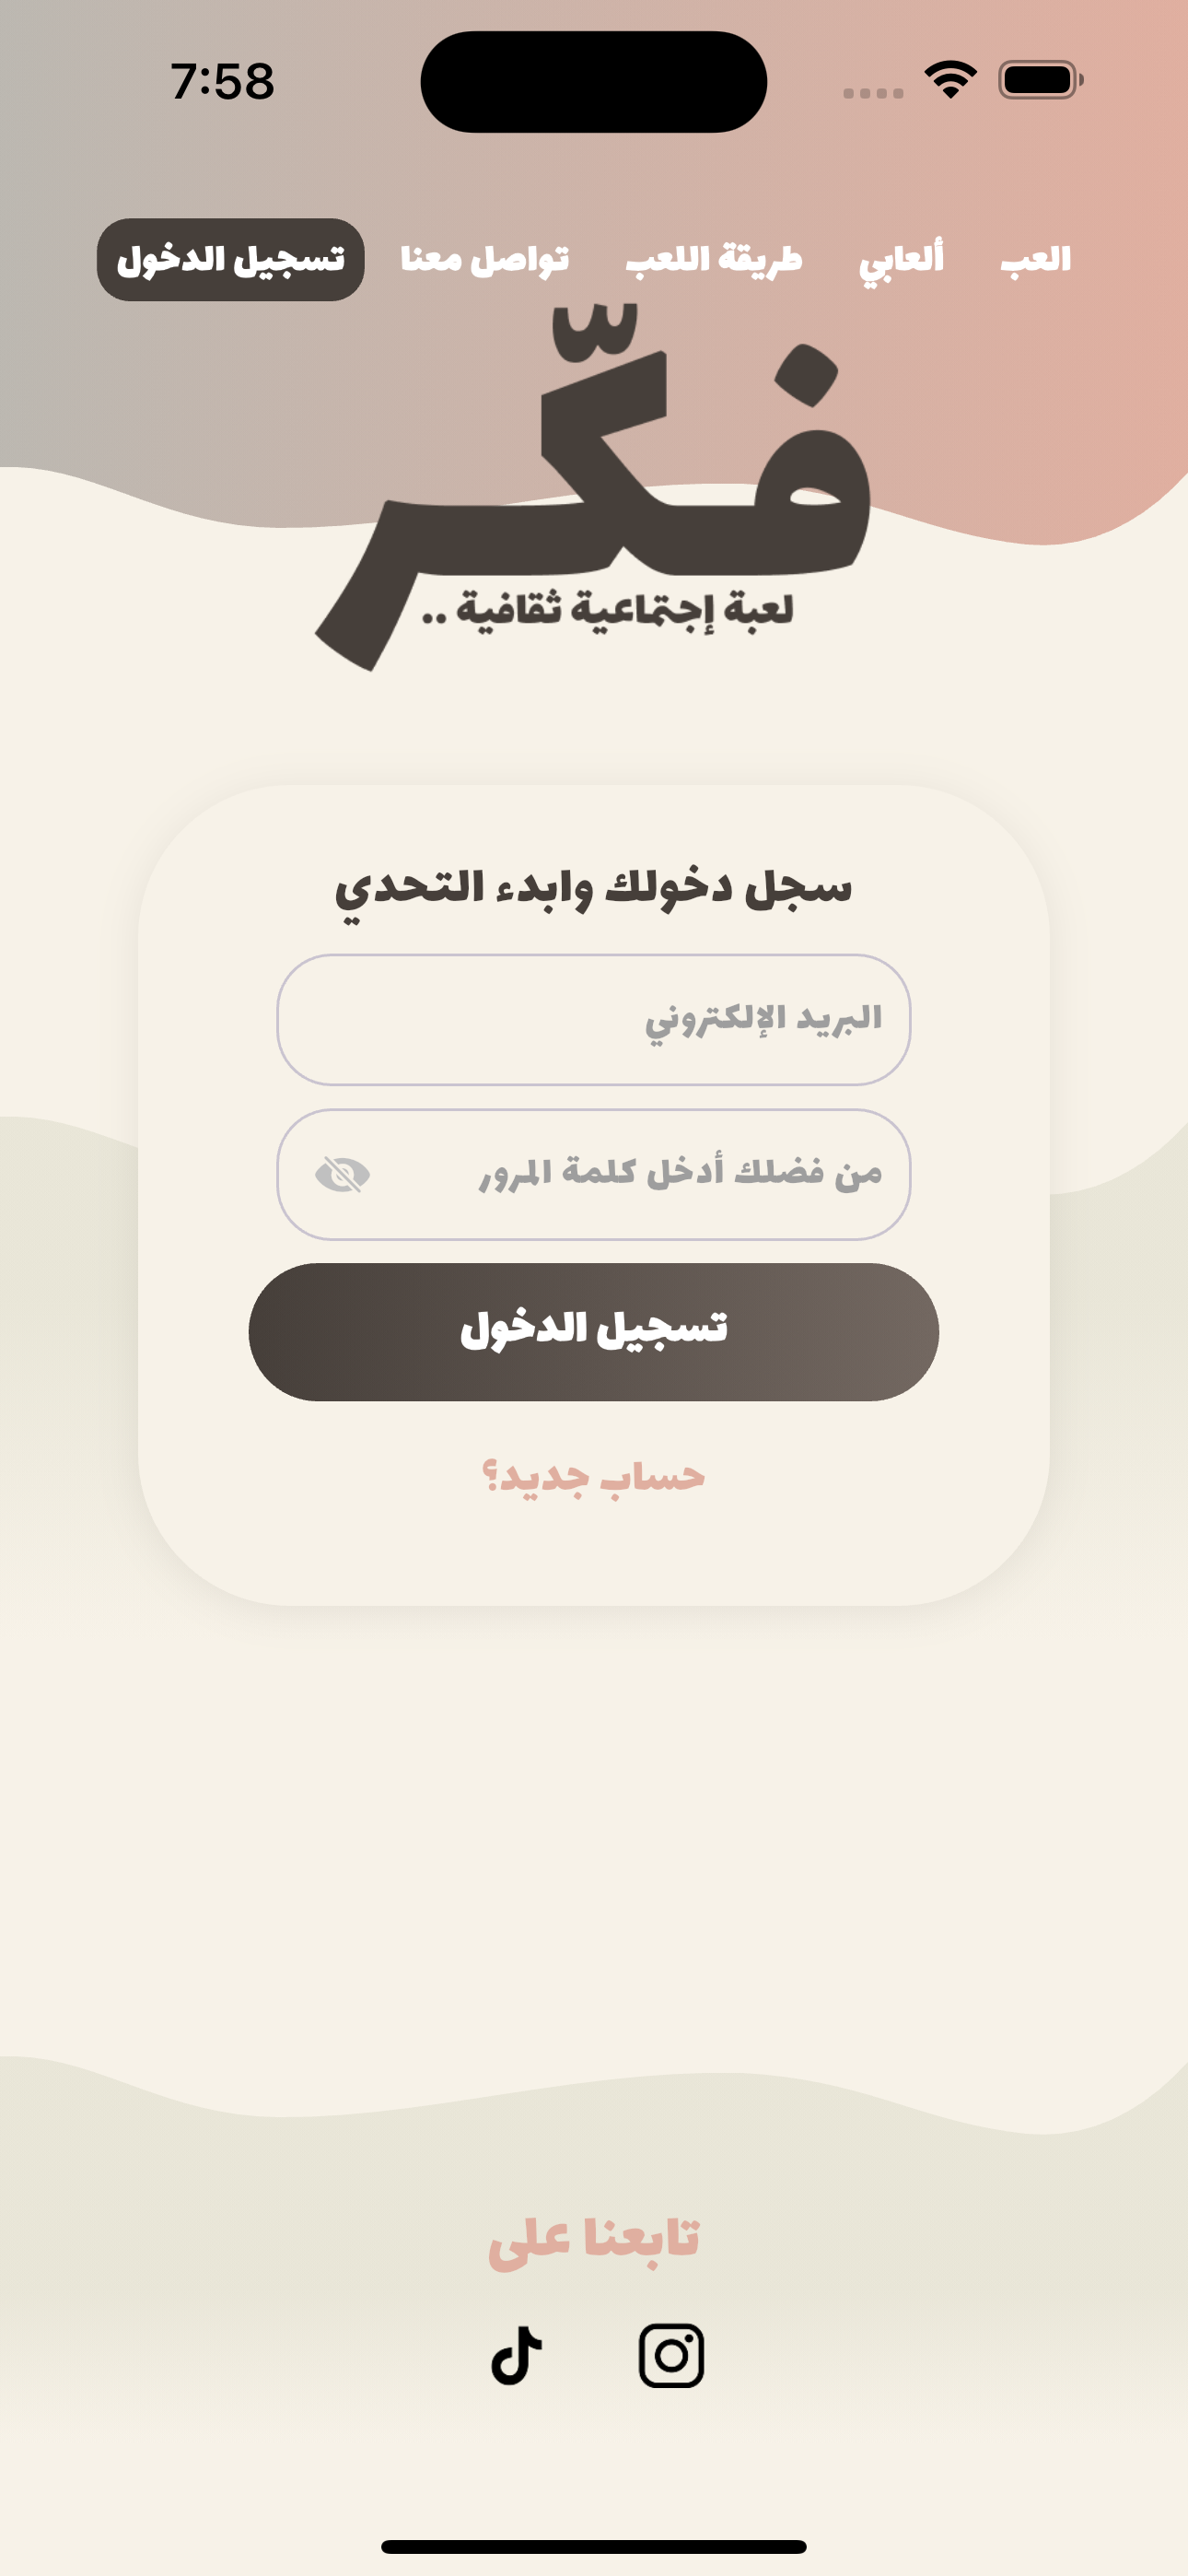 7:58
العب ألعابي طريقة اللعب تواصل معنا تسجيل الدخول
فكّر
لعبة إجتماعية ثقافية ..
سجل دخولك وابدء التحدي
البريد الإلكتروني
من فضلك أدخل كلمة المرور
تسجيل الدخول
حساب جديد؟
تابعنا على